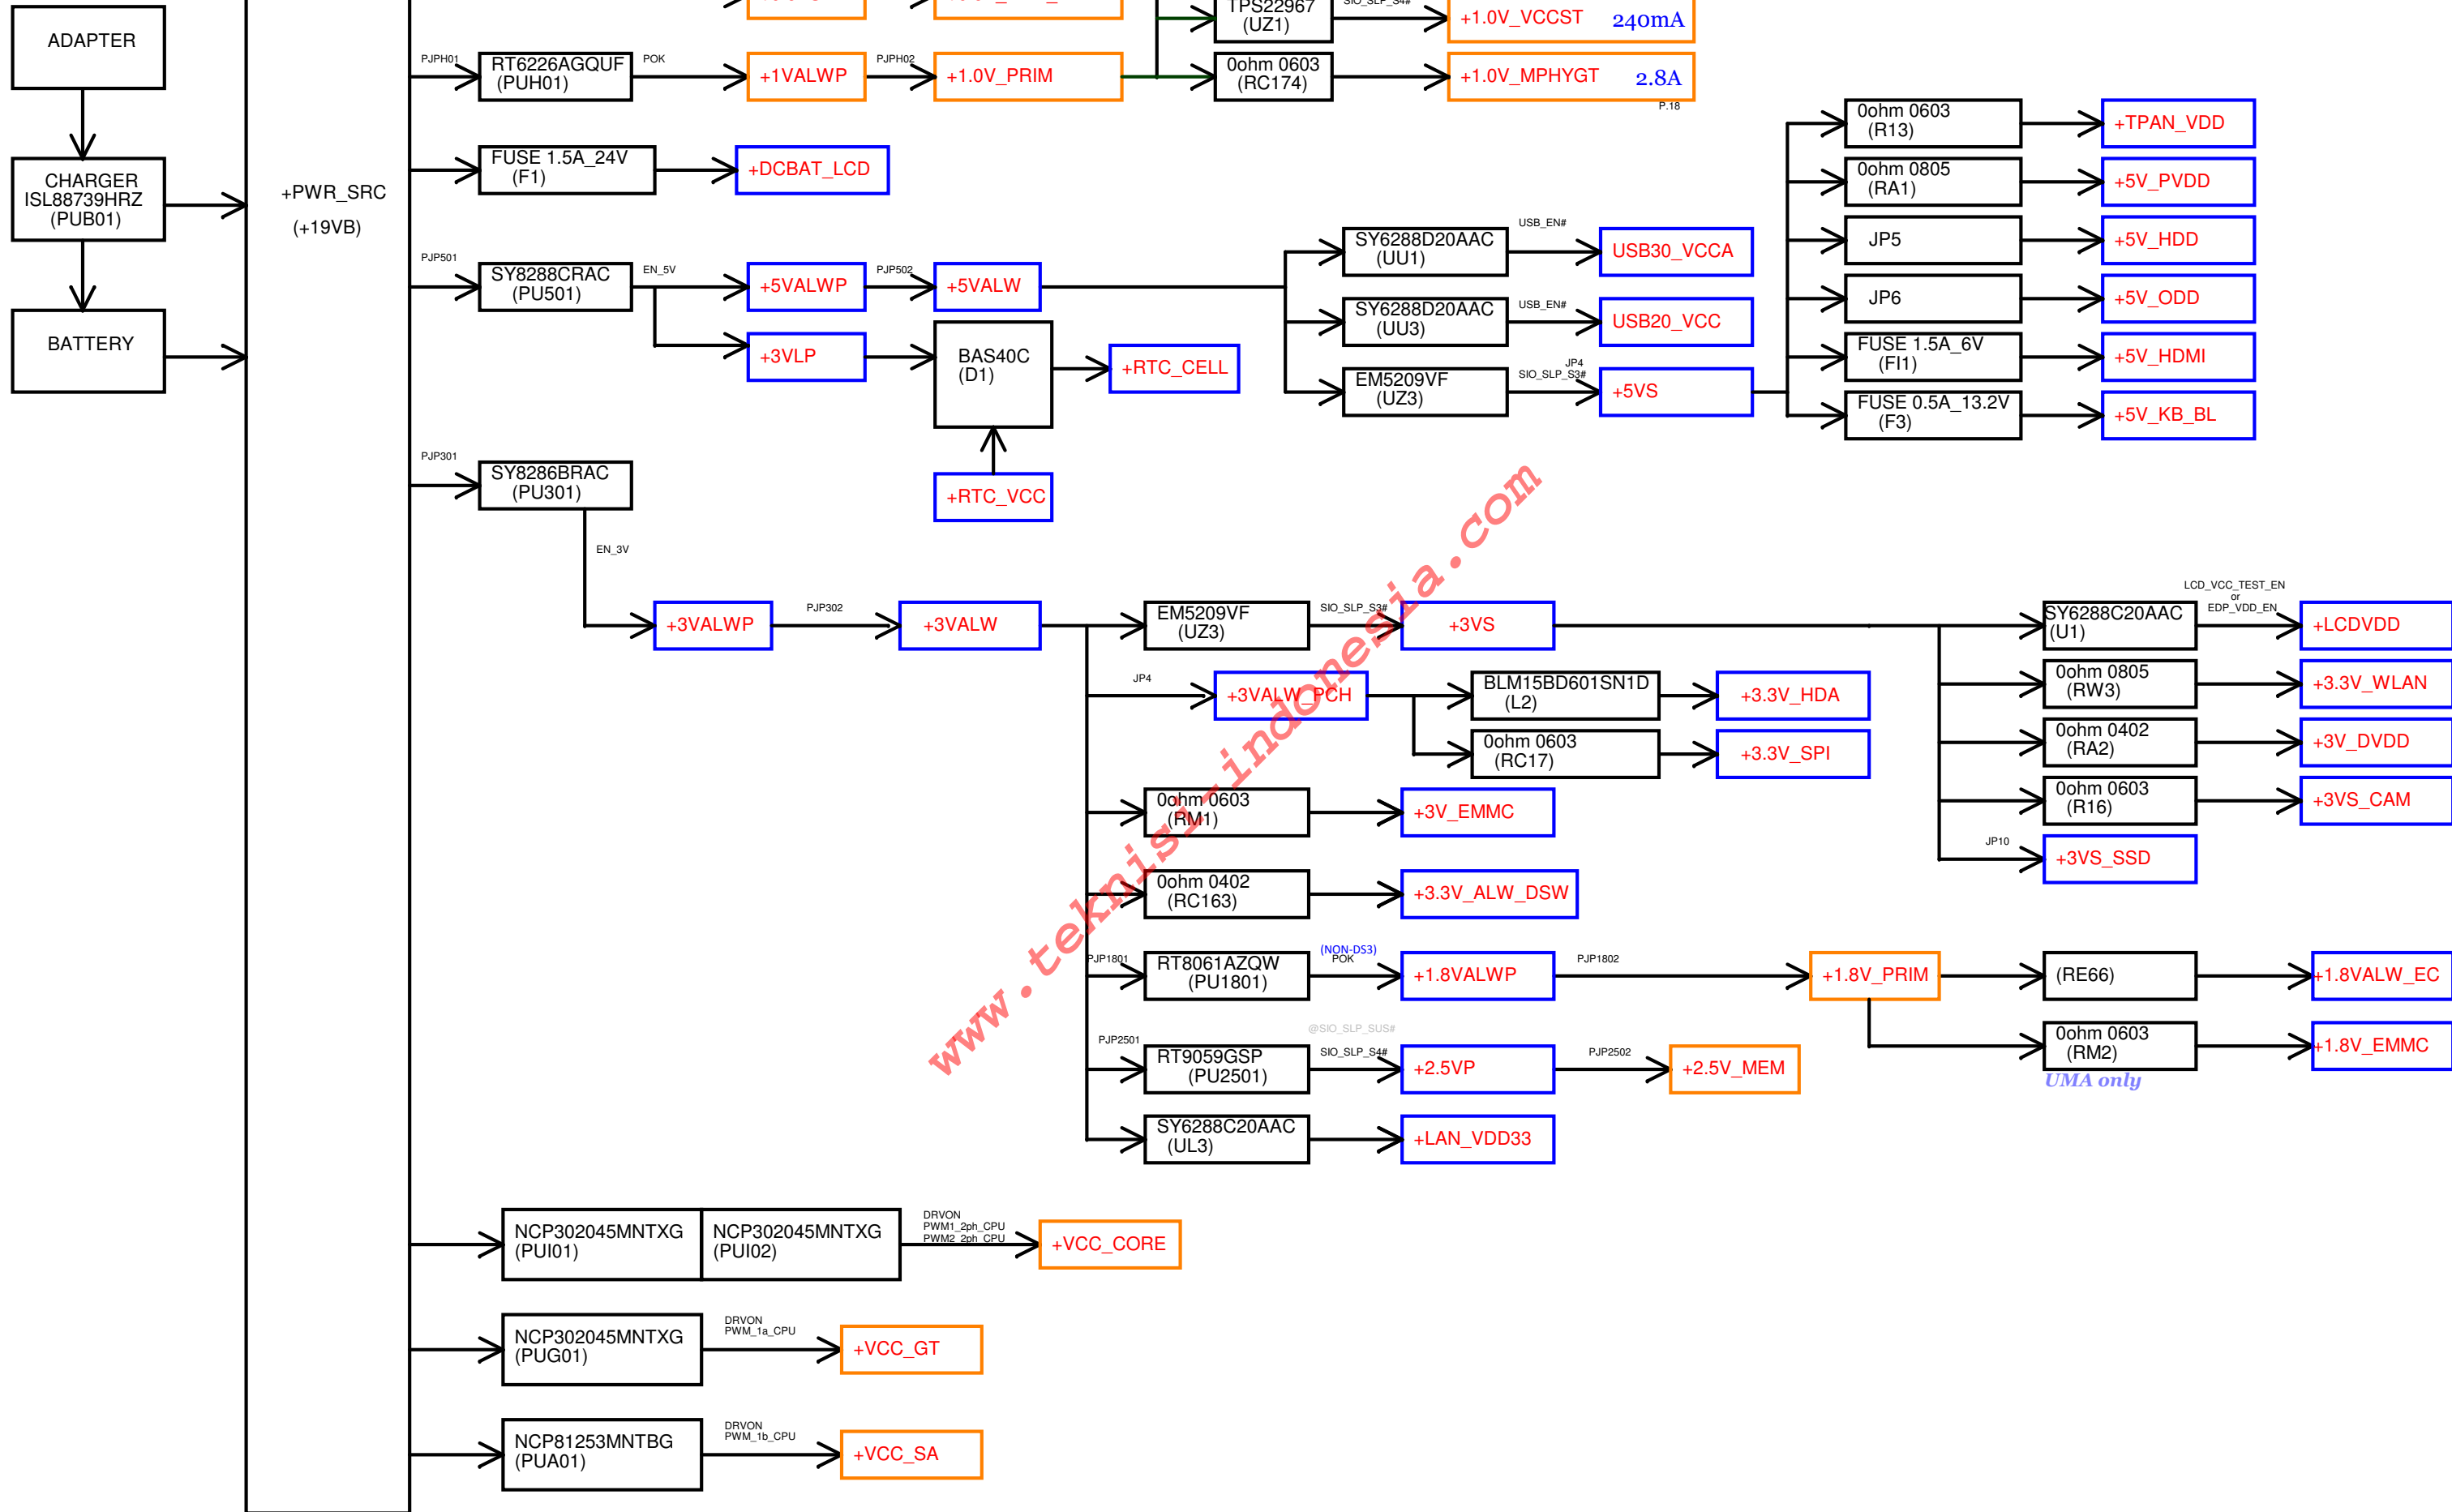 ADAPTER
CHARGER
ISL88739HRZ
(PUB01)
BATTERY
+PWR_SRC
(+19VB)
TPS22967
(UZ1)
SIO_SLP_S4#
+1.0V_VCCST 240mA
PJPH01
RT6226AGQUF
(PUH01)
POK
+1VALWP
PJPH02
+1.0V_PRIM
0ohm 0603
(RC174)
+1.0V_MPHYGT 2.8A
P.18
FUSE 1.5A_24V
(F1)
+DCBAT_LCD
PJP501
SY8288CRAC
(PU501)
EN_5V
+5VALWP
PJP502
+5VALW
+3VLP
BAS40C
(D1)
+RTC_CELL
+RTC_VCC
SY6288D20AAC
(UU1)
USB_EN#
USB30_VCCA
SY6288D20AAC
(UU3)
USB_EN#
USB20_VCC
EM5209VF
(UZ3)
JP4
SIO_SLP_S3#
+5VS
0ohm 0603
(R13)
+TPAN_VDD
0ohm 0805
(RA1)
+5V_PVDD
JP5
+5V_HDD
JP6
+5V_ODD
FUSE 1.5A_6V
(FI1)
+5V_HDMI
FUSE 0.5A_13.2V
(F3)
+5V_KB_BL
PJP301
SY8286BRAC
(PU301)
EN_3V
+3VALWP
PJP302
+3VALW
EM5209VF
(UZ3)
SIO_SLP_S3#
+3VS
JP4
+3VALW_PCH
BLM15BD601SN1D
(L2)
+3.3V_HDA
0ohm 0603
(RC17)
+3.3V_SPI
0ohm 0603
(RM1)
+3V_EMMC
0ohm 0402
(RC163)
+3.3V_ALW_DSW
PJP1801
RT8061AZQW
(PU1801)
(NON-DS3)
POK
+1.8VALWP
PJP1802
+1.8V_PRIM
(RE66)
+1.8VALW_EC
0ohm 0603
(RM2)
+1.8V_EMMC
UMA only
@SIO_SLP_SUS#
PJP2501
RT9059GSP
(PU2501)
SIO_SLP_S4#
+2.5VP
PJP2502
+2.5V_MEM
SY6288C20AAC
(UL3)
+LAN_VDD33
LCD_VCC_TEST_EN
or
EDP_VDD_EN
SY6288C20AAC
(U1)
+LCDVDD
0ohm 0805
(RW3)
+3.3V_WLAN
0ohm 0402
(RA2)
+3V_DVDD
0ohm 0603
(R16)
+3VS_CAM
JP10
+3VS_SSD
NCP302045MNTXG
(PUI01)
NCP302045MNTXG
(PUI02)
DRVON
PWM1_2ph_CPU
PWM2_2ph_CPU
+VCC_CORE
NCP302045MNTXG
(PUG01)
DRVON
PWM_1a_CPU
+VCC_GT
NCP81253MNTBG
(PUA01)
DRVON
PWM_1b_CPU
+VCC_SA
www.teknisi-indonesia.com